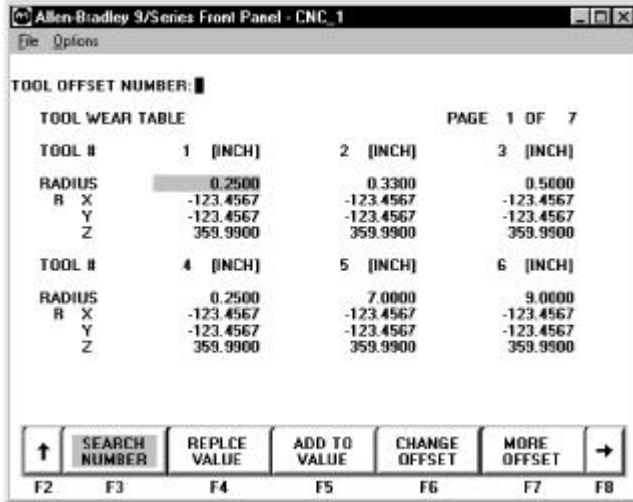 Allen-Bradley 9/Series Front Panel - CNC_1
File Options
TOOL OFFSET NUMBER:
TOOL WEAR TABLE PAGE 1 OF 7
TOOL # 1 [INCH] 2 [INCH] 3 [INCH]
RADIUS 0.2500 0.3300 0.5000
R X -123.4567 -123.4567 -123.4567
Y -123.4567 -123.4567 -123.4567
Z 359.9900 359.9900 359.9900
TOOL # 4 [INCH] 5 [INCH] 6 [INCH]
RADIUS 0.2500 7.0000 9.0000
R X -123.4567 -123.4567 -123.4567
Y -123.4567 -123.4567 -123.4567
Z 359.9900 359.9900 359.9900
↑ SEARCH REPLCE ADD TO CHANGE MORE →
NUMBER VALUE VALUE OFFSET OFFSET
F2 F3 F4 F5 F6 F7 F8